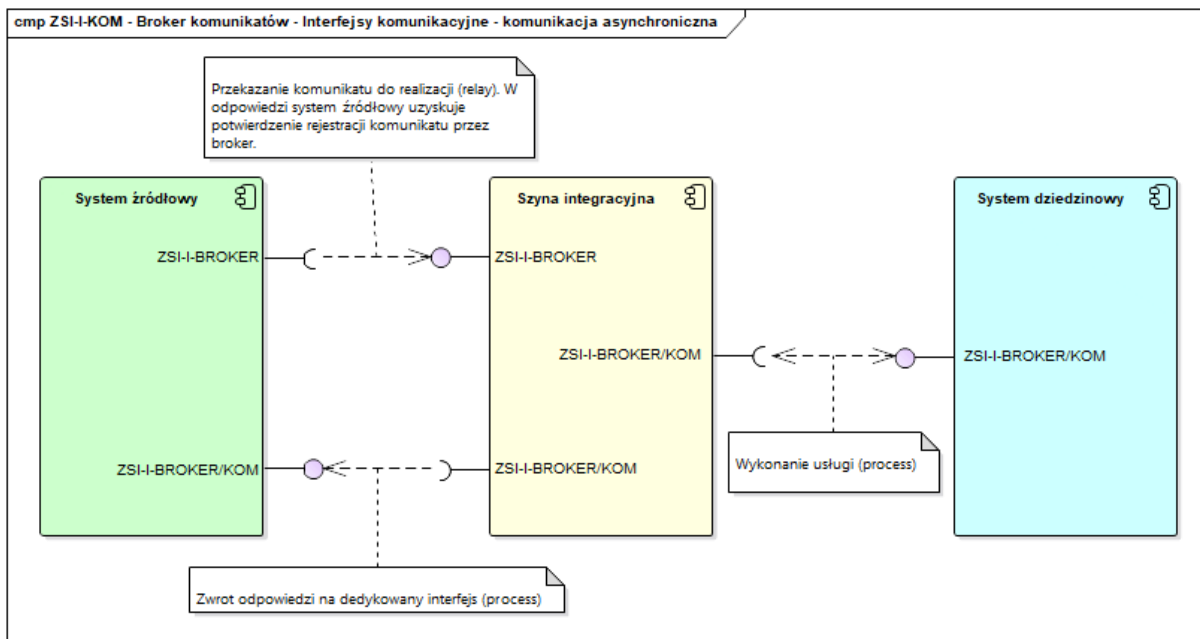 cmp ZSI-I-KOM - Broker komunikatów - Interfejsy komunikacyjne - komunikacja asynchroniczna
Przekazanie komunikatu do realizacji (relay). W
odpowiedzi system źródłowy uzyskuje
potwierdzenie rejestracji komunikatu przez
broker.
System źródłowy
Szyna integracyjna
System dziedzinowy
ZSI-I-BROKER
ZSI-I-BROKER
ZSI-I-BROKER/KOM
ZSI-I-BROKER/KOM
ZSI-I-BROKER/KOM
ZSI-I-BROKER/KOM
Wykonanie usługi (process)
Zwrot odpowiedzi na dedykowany interfejs (process)